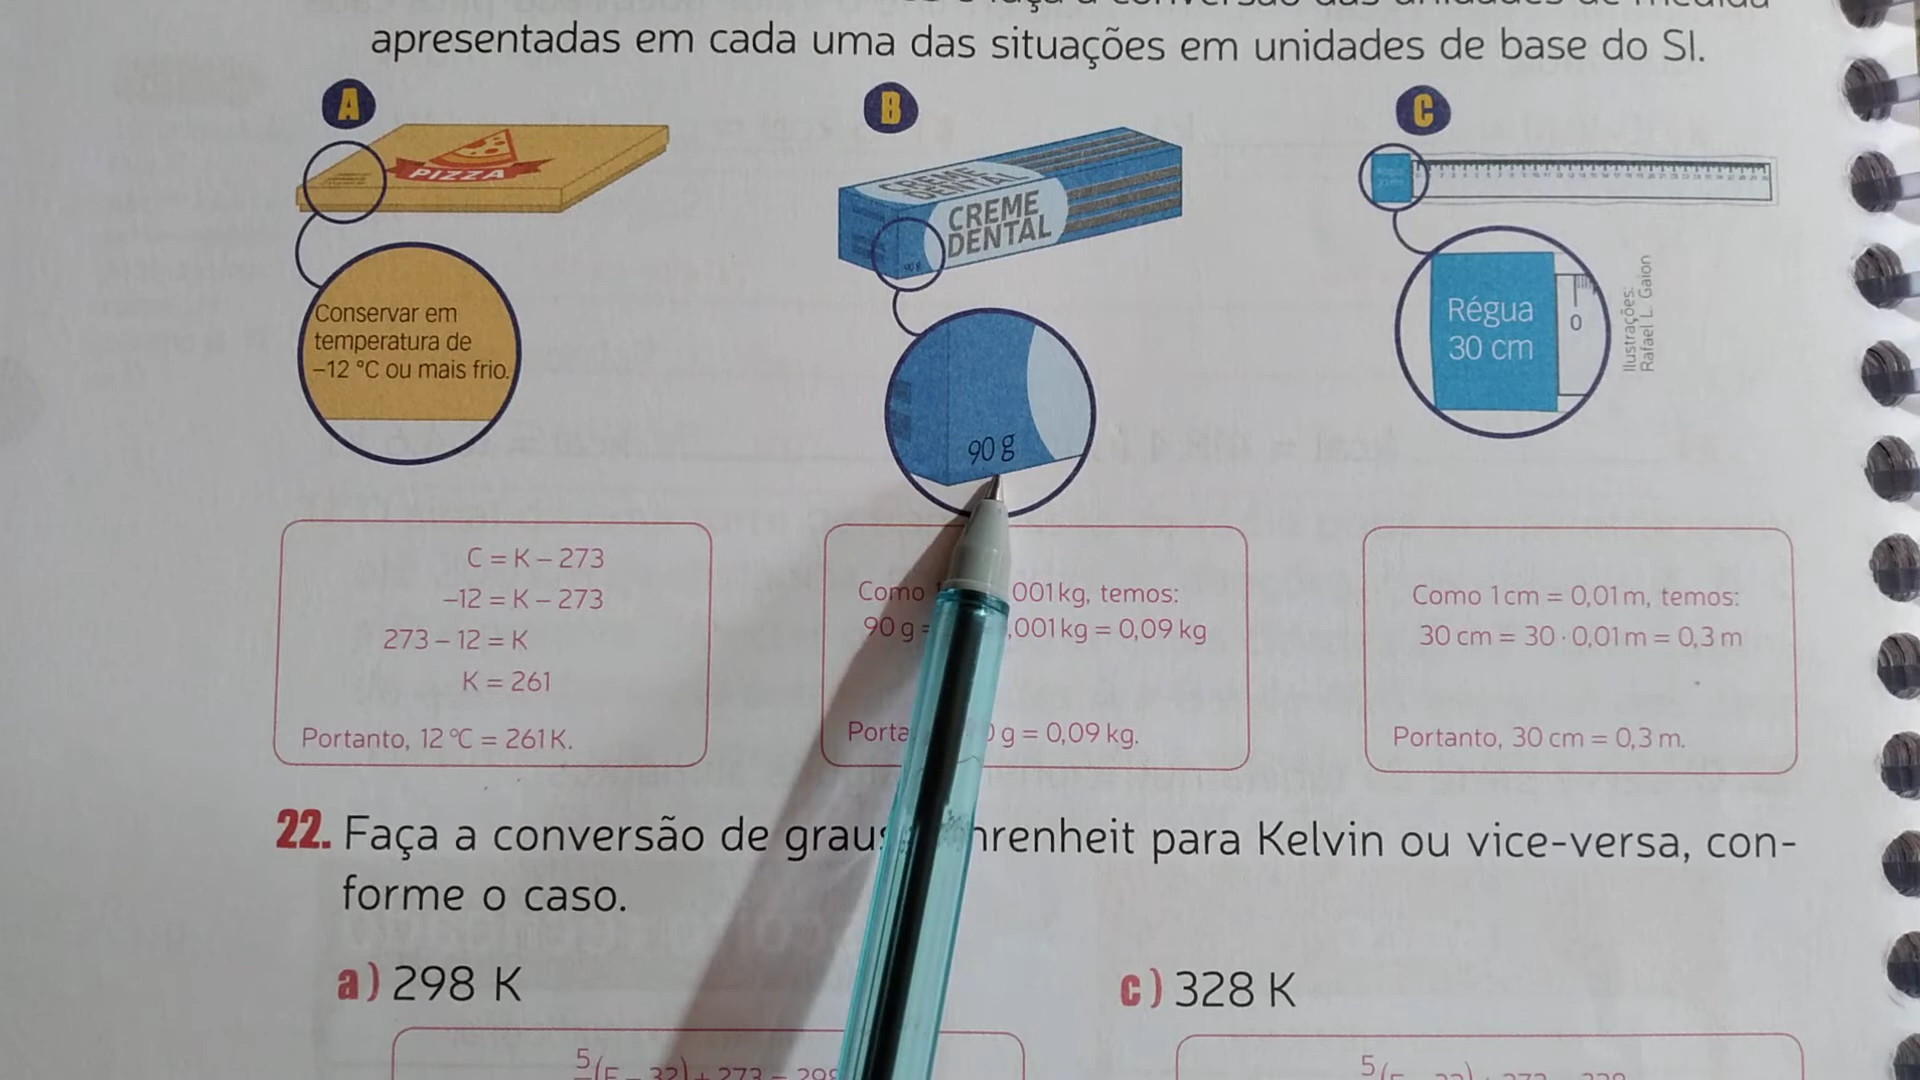 apresentadas em cada uma das situações em unidades de base do SI.
A
B
C
PIZZA
CREME
DENTAL
CREME
DENTAL
Conservar em
temperatura de
–12 °C ou mais frio.
90 g
Régua
30 cm
0
Ilustrações:
Rafael L. Gaion
C = K – 273
–12 = K – 273
273 – 12 = K
K = 261
Portanto, 12 °C = 261 K.
Como 001 kg, temos:
90 g = ,001 kg = 0,09 kg
Porta g = 0,09 kg.
Como 1 cm = 0,01 m, temos:
30 cm = 30 · 0,01 m = 0,3 m
Portanto, 30 cm = 0,3 m.
22. Faça a conversão de graus hrenheit para Kelvin ou vice-versa, con-
forme o caso.
a) 298 K
c) 328 K